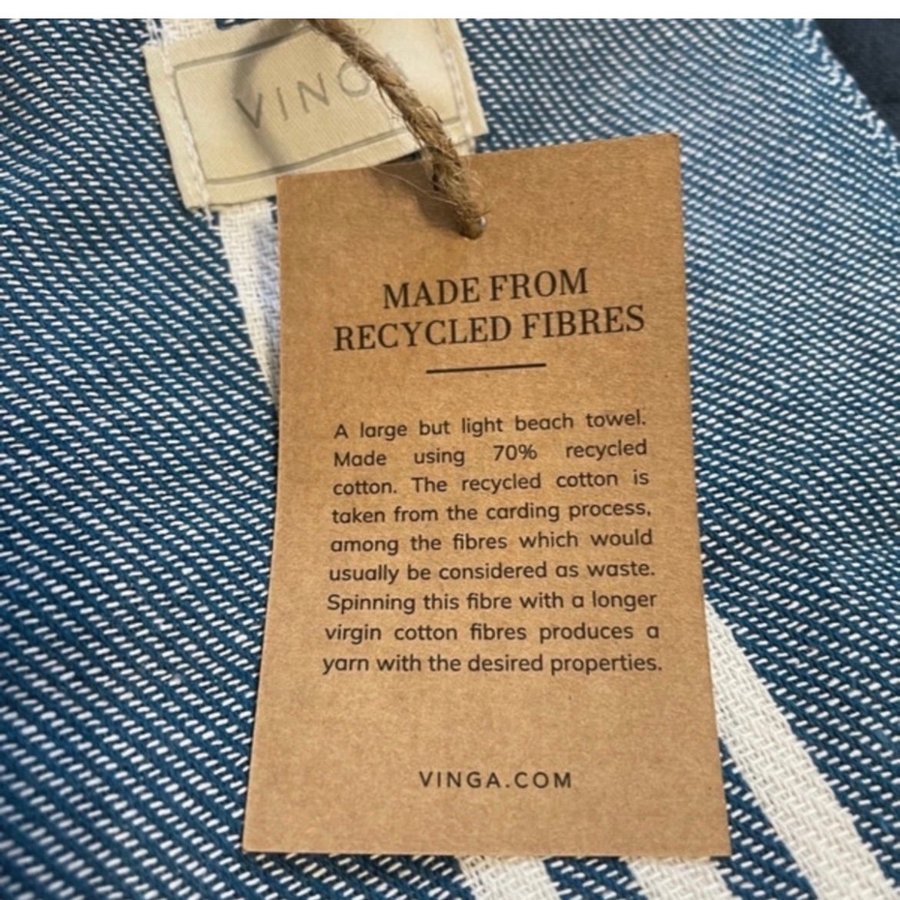 MADE FROM
RECYCLED FIBRES
A large but light beach towel.
Made using 70% recycled
cotton. The recycled cotton is
taken from the carding process,
among the fibres which would
usually be considered as waste.
Spinning this fibre with a longer
virgin cotton fibres produces a
yarn with the desired properties.
VINGA.COM